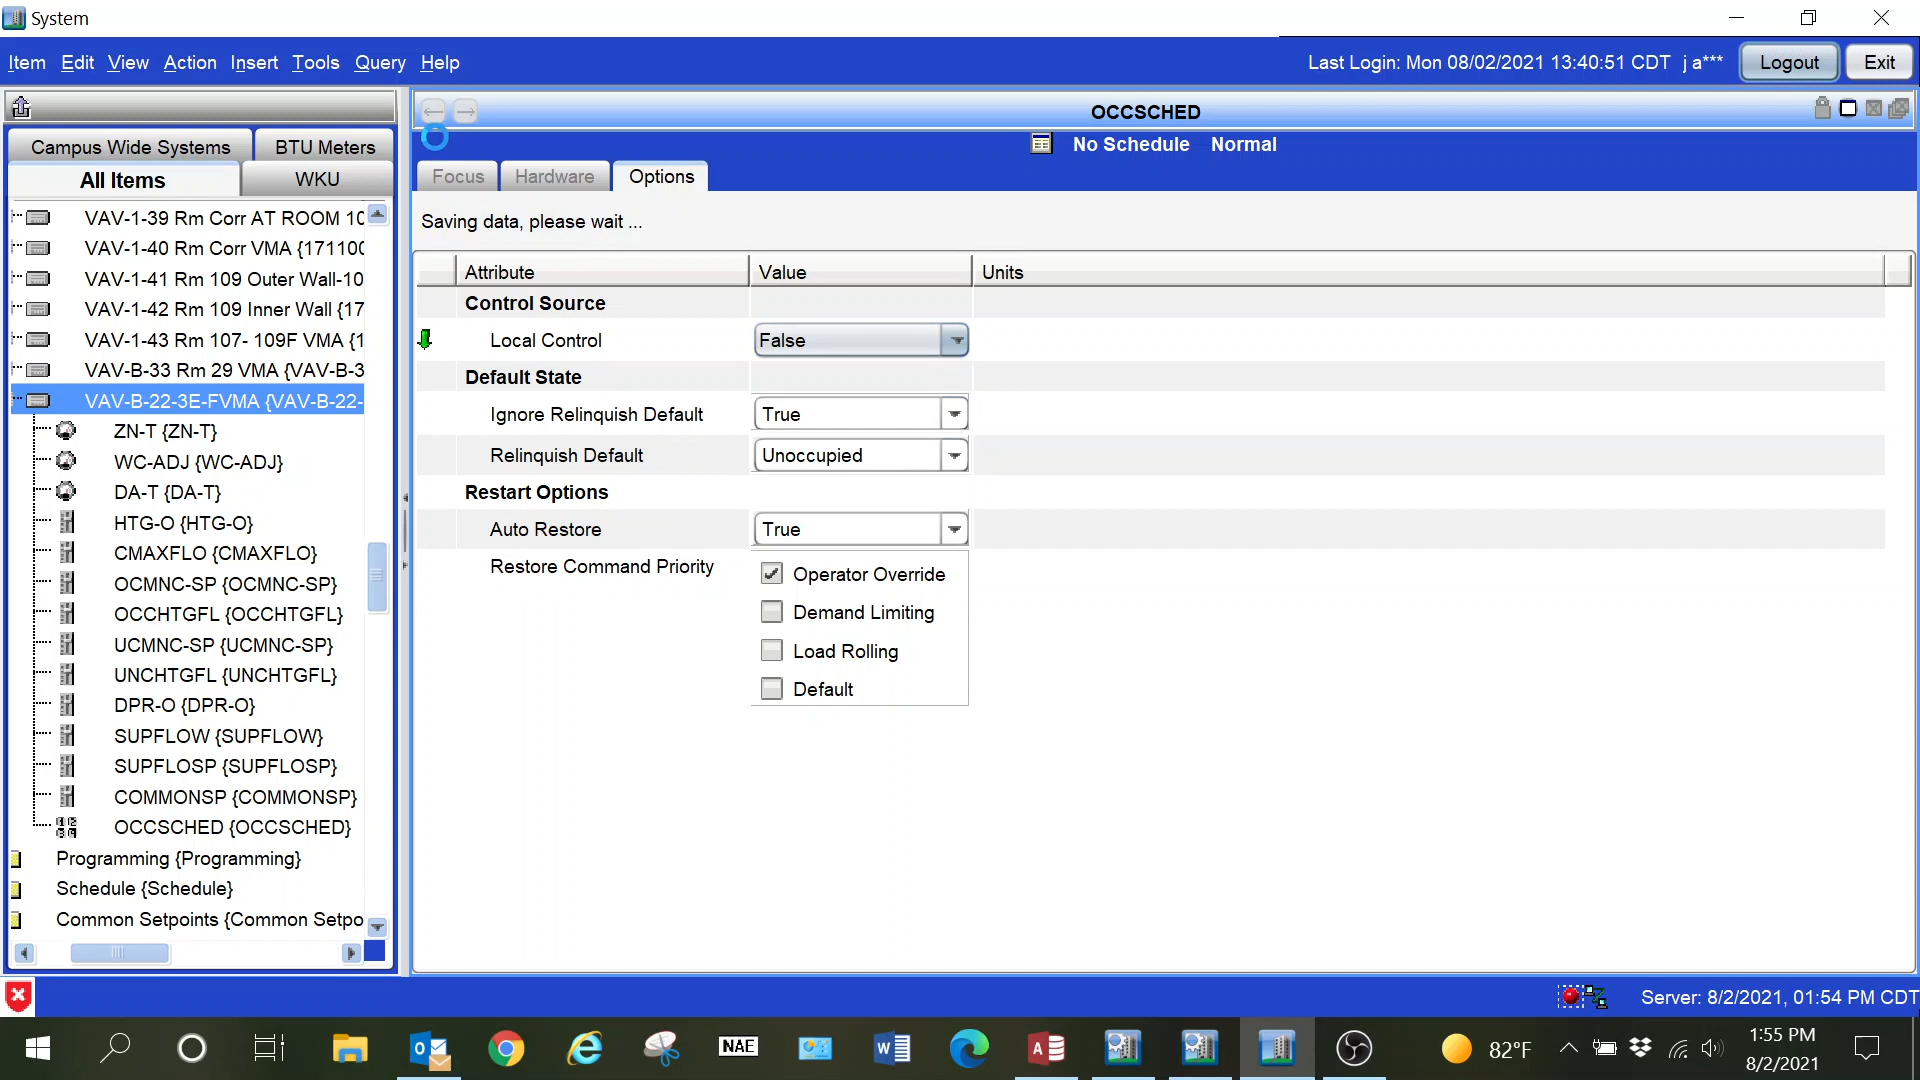 System
Item Edit View Action Insert Tools Query Help
Last Login: Mon 08/02/2021 13:40:51 CDT j a***
Logout
Exit
Campus Wide Systems
BTU Meters
All Items
WKU
VAV-1-39 Rm Corr AT ROOM 10
VAV-1-40 Rm Corr VMA {171100
VAV-1-41 Rm 109 Outer Wall-10
VAV-1-42 Rm 109 Inner Wall {17
VAV-1-43 Rm 107- 109F VMA {1
VAV-B-33 Rm 29 VMA {VAV-B-3
VAV-B-22-3E-FVMA {VAV-B-22-
ZN-T {ZN-T}
WC-ADJ {WC-ADJ}
DA-T {DA-T}
HTG-O {HTG-O}
CMAXFLO {CMAXFLO}
OCMNC-SP {OCMNC-SP}
OCCHTGFL {OCCHTGFL}
UCMNC-SP {UCMNC-SP}
UNCHTGFL {UNCHTGFL}
DPR-O {DPR-O}
SUPFLOW {SUPFLOW}
SUPFLOSP {SUPFLOSP}
COMMONSP {COMMONSP}
OCCSCHED {OCCSCHED}
Programming {Programming}
Schedule {Schedule}
Common Setpoints {Common Setpo
OCCSCHED
No Schedule Normal
Focus
Hardware
Options
Saving data, please wait ...
Attribute Value Units
Control Source
Local Control False
Default State
Ignore Relinquish Default True
Relinquish Default Unoccupied
Restart Options
Auto Restore True
Restore Command Priority
Operator Override
Demand Limiting
Load Rolling
Default
Server: 8/2/2021, 01:54 PM CDT
NAE
82°F
1:55 PM
8/2/2021